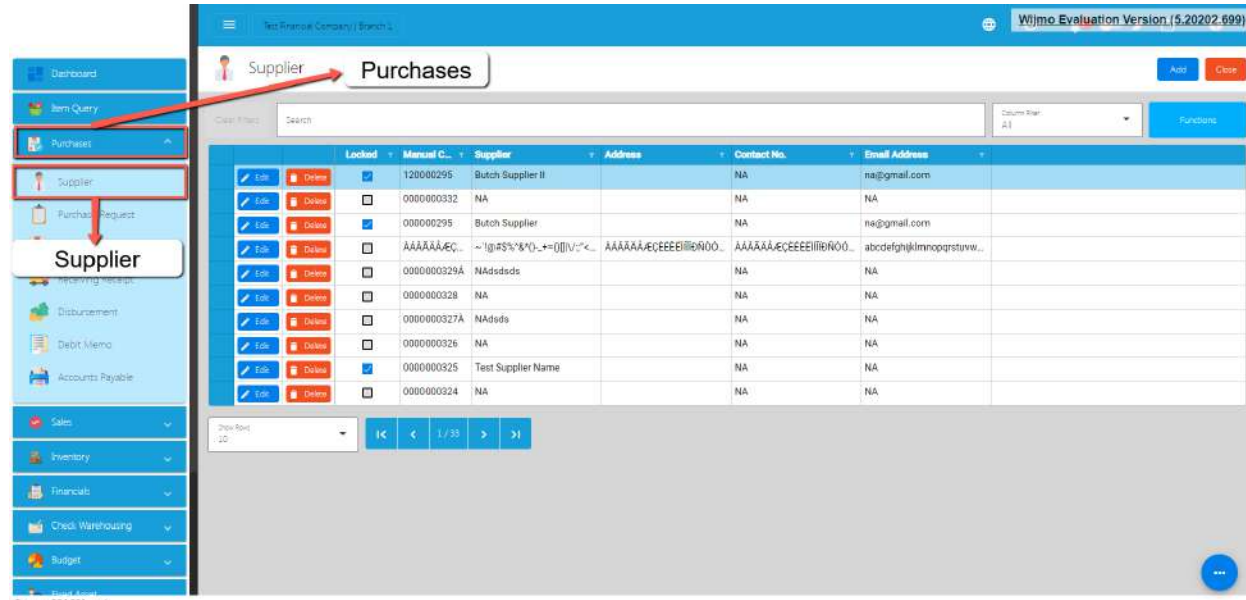 Test Financial Company | Branch 1
Wijmo Evaluation Version (5.20202.699)
Dashboard
Item Query
Purchases
Supplier
Purchase Request
Supplier
Receiving Receipt
Disbursement
Debit Memo
Accounts Payable
Sales
Inventory
Financials
Check Warehousing
Budget
Fixed Asset
Supplier
Purchases
Add
Close
Clear Filters
Search
Column Filter
All
Functions
Locked Manual C... Supplier Address Contact No. Email Address
Edit Delete 120000295 Butch Supplier II NA na@gmail.com
Edit Delete 0000000332 NA NA NA
Edit Delete 000000295 Butch Supplier NA na@gmail.com
Edit Delete abcdefghijklmnopqrstuvw...
Edit Delete 0000000329Á NAdsdsds NA NA
Edit Delete 0000000328 NA NA NA
Edit Delete 0000000327À NAdsds NA NA
Edit Delete 0000000326 NA NA NA
Edit Delete 0000000325 Test Supplier Name NA NA
Edit Delete 0000000324 NA NA NA
Show Rows
10
1 / 33